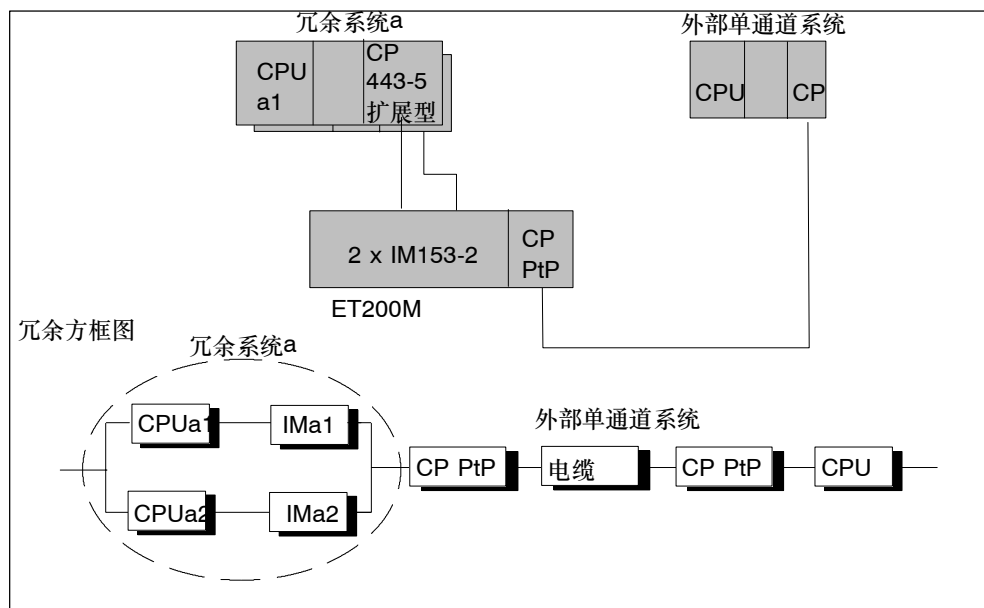 冗余系统a
外部单通道系统
CPU
a1
CP
443-5
扩展型
CPU
CP
2 x IM153-2
CP
PtP
ET200M
冗余方框图
冗余系统a
CPUa1
IMa1
外部单通道系统
CP PtP
电缆
CP PtP
CPU
CPUa2
IMa2